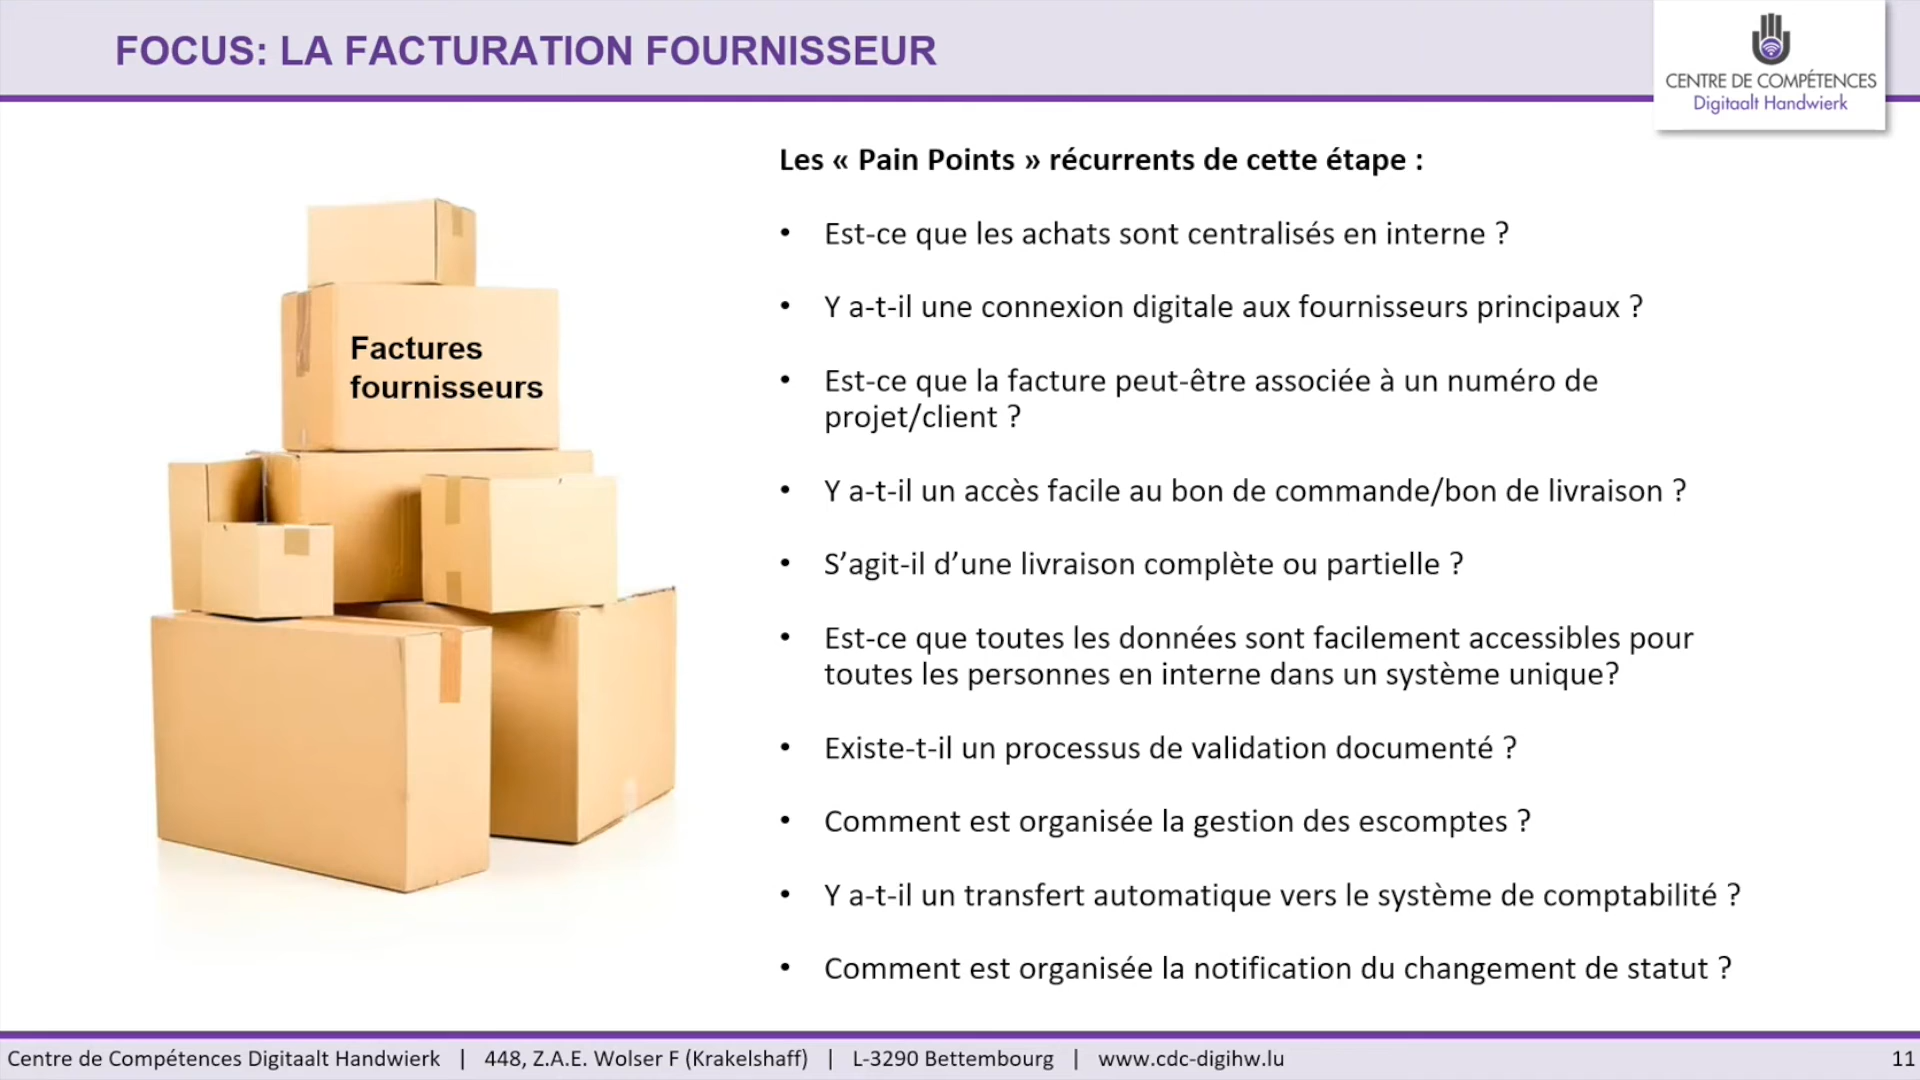 FOCUS: LA FACTURATION FOURNISSEUR
CENTRE DE COMPÉTENCES
Digitaalt Handwierk
Factures
fournisseurs
Les « Pain Points » récurrents de cette étape :
• Est-ce que les achats sont centralisés en interne ?
• Y a-t-il une connexion digitale aux fournisseurs principaux ?
• Est-ce que la facture peut-être associée à un numéro de
projet/client ?
• Y a-t-il un accès facile au bon de commande/bon de livraison ?
• S’agit-il d’une livraison complète ou partielle ?
• Est-ce que toutes les données sont facilement accessibles pour
toutes les personnes en interne dans un système unique?
• Existe-t-il un processus de validation documenté ?
• Comment est organisée la gestion des escomptes ?
• Y a-t-il un transfert automatique vers le système de comptabilité ?
• Comment est organisée la notification du changement de statut ?
Centre de Compétences Digitaalt Handwierk | 448, Z.A.E. Wolser F (Krakelshaff) | L-3290 Bettembourg | www.cdc-digihw.lu 11